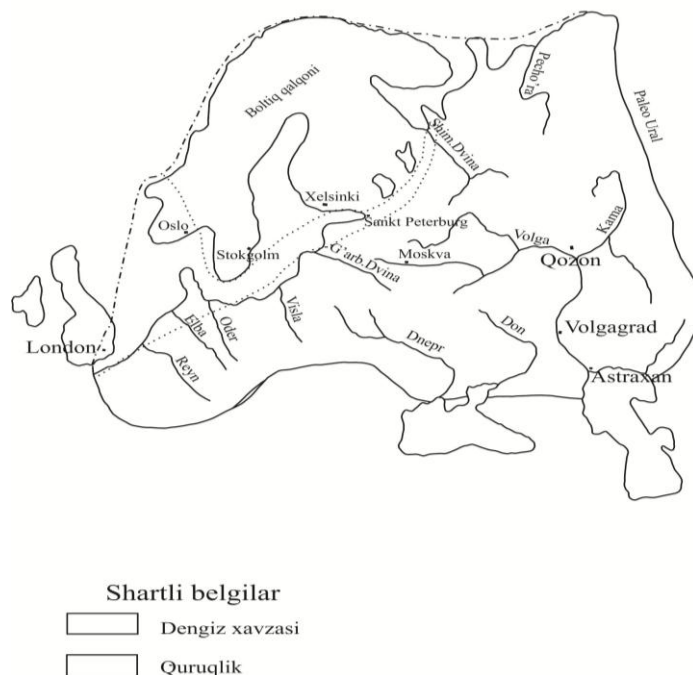 Pecho'ra
Boltiq qalqoni
Paleo Ural
Shim.Dvina
Xelsinki
Kama
Oslo
Sankt Peterburg
Volga
Stokgolm
G'arb.Dvina
Moskva
Qozon
Visla
Oder
Elba
Don
Volgagrad
Dnepr
London
Reyn
Astraxan
Shartli belgilar
Dengiz xavzasi
Quruqlik